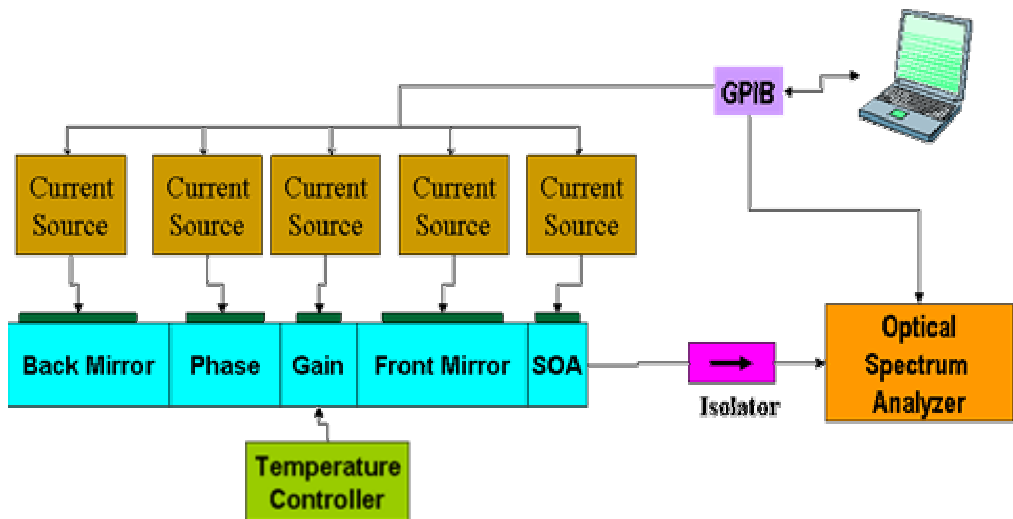 GPIB
Current
Source
Current
Source
Current
Source
Current
Source
Current
Source
Back Mirror
Phase
Gain
Front Mirror
SOA
Isolator
Optical
Spectrum
Analyzer
Temperature
Controller